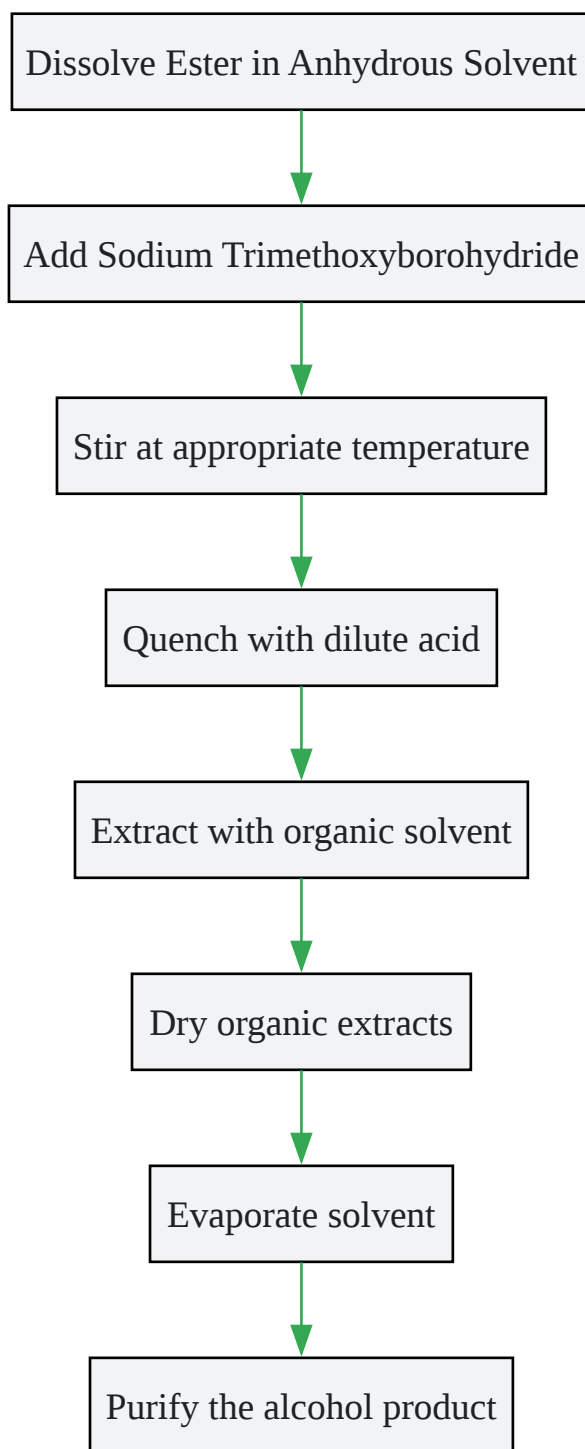 Dissolve Ester in Anhydrous Solvent
Add Sodium Trimethoxyborohydride
Stir at appropriate temperature
Quench with dilute acid
Extract with organic solvent
Dry organic extracts
Evaporate solvent
Purify the alcohol product